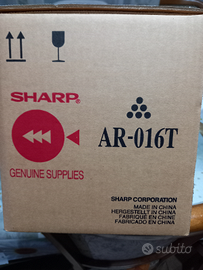 SHARP
AR-016T
GENUINE SUPPLIES
SHARP CORPORATION
MADE IN CHINA
HERGESTELLT IN CHINA
FABRIQUÉ EN CHINE
FABRICADO EN CHINA
subito